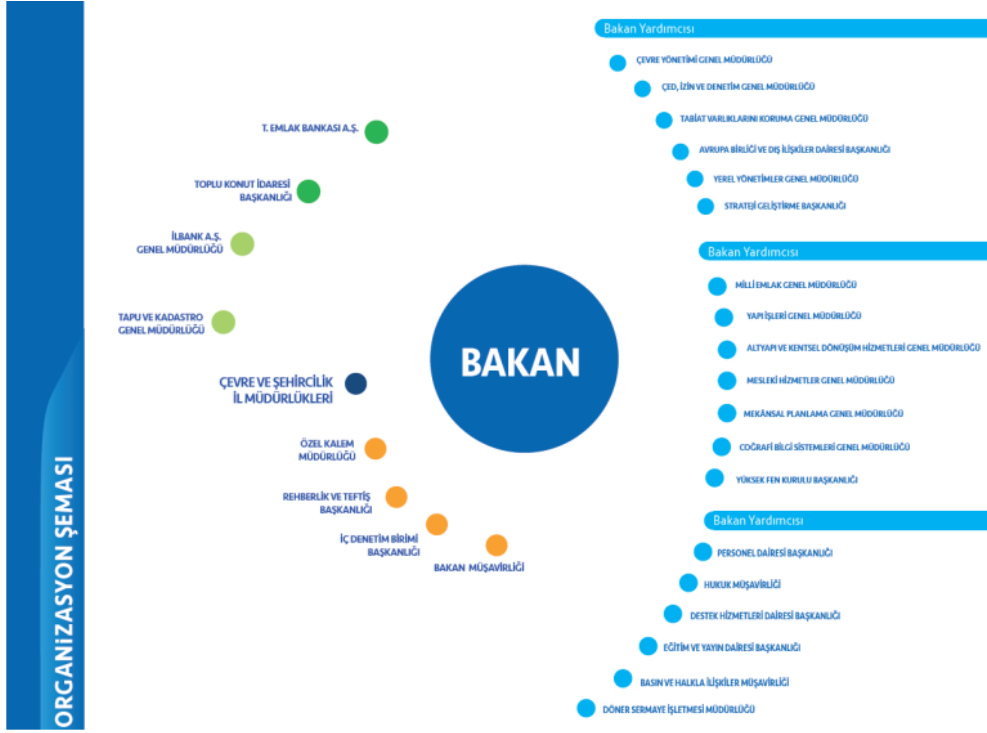 ORGANİZASYON ŞEMASI
T. EMLAK BANKASI A.Ş.
TOPLU KONUT İDARESİ
BAŞKANLIĞI
İLBANK A.Ş.
GENEL MÜDÜRLÜĞÜ
TAPU VE KADASTRO
GENEL MÜDÜRLÜĞÜ
ÇEVRE VE ŞEHİRCİLİK
İL MÜDÜRLÜKLERİ
ÖZEL KALEM
MÜDÜRLÜĞÜ
REHBERLİK VE TEFTİŞ
BAŞKANLIĞI
İÇ DENETİM BİRİMİ
BAŞKANLIĞI
BAKAN MÜŞAVİRLİĞİ
BAKAN
Bakan Yardımcısı
ÇEVRE YÖNETİMİ GENEL MÜDÜRLÜĞÜ
ÇED, İZİN VE DENETİM GENEL MÜDÜRLÜĞÜ
TABİAT VARLIKLARINI KORUMA GENEL MÜDÜRLÜĞÜ
AVRUPA BİRLİĞİ VE DIŞ İLİŞKİLER DAİRESİ BAŞKANLIĞI
YEREL YÖNETİMLER GENEL MÜDÜRLÜĞÜ
STRATEJİ GELİŞTİRME BAŞKANLIĞI
Bakan Yardımcısı
MİLLİ EMLAK GENEL MÜDÜRLÜĞÜ
YAPI İŞLERİ GENEL MÜDÜRLÜĞÜ
ALTYAPI VE KENTSEL DÖNÜŞÜM HİZMETLERİ GENEL MÜDÜRLÜĞÜ
MESLEKİ HİZMETLER GENEL MÜDÜRLÜĞÜ
MEKÂNSAL PLANLAMA GENEL MÜDÜRLÜĞÜ
COĞRAFİ BİLGİ SİSTEMLERİ GENEL MÜDÜRLÜĞÜ
YÜKSEK FEN KURULU BAŞKANLIĞI
Bakan Yardımcısı
PERSONEL DAİRESİ BAŞKANLIĞI
HUKUK MÜŞAVİRLİĞİ
DESTEK HİZMETLERİ DAİRESİ BAŞKANLIĞI
EĞİTİM VE YAYIN DAİRESİ BAŞKANLIĞI
BASIN VE HALKLA İLİŞKİLER MÜŞAVİRLİĞİ
DÖNER SERMAYE İŞLETMESİ MÜDÜRLÜĞÜ